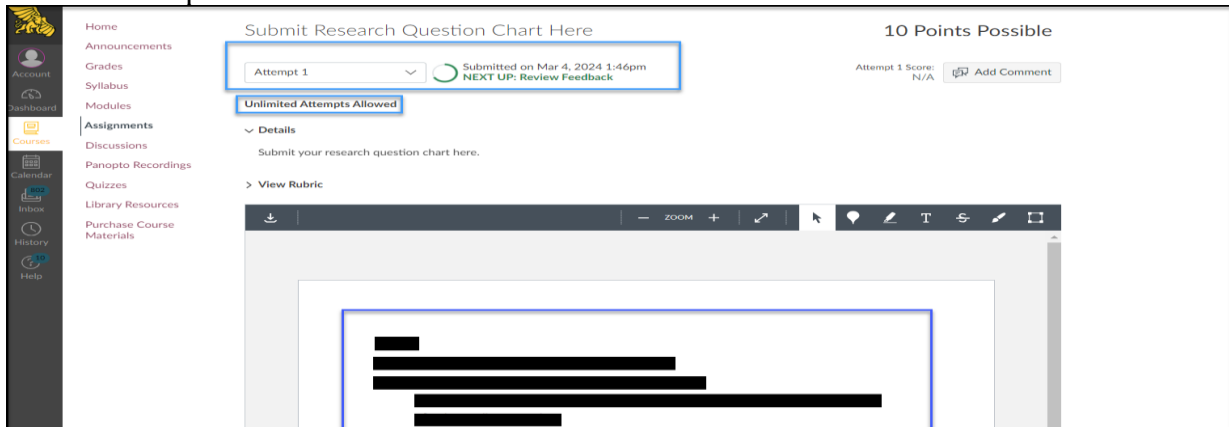 Home
Announcements
Grades
Syllabus
Modules
Assignments
Discussions
Panopto Recordings
Quizzes
Library Resources
Purchase Course
Materials
Account
Dashboard
Courses
Calendar
802
Inbox
History
Help
Submit Research Question Chart Here
10 Points Possible
Attempt 1
Submitted on Mar 4, 2024 1:46pm
NEXT UP: Review Feedback
Attempt 1 Score:
N/A
Add Comment
Unlimited Attempts Allowed
Details
Submit your research question chart here.
View Rubric
ZOOM
T
S